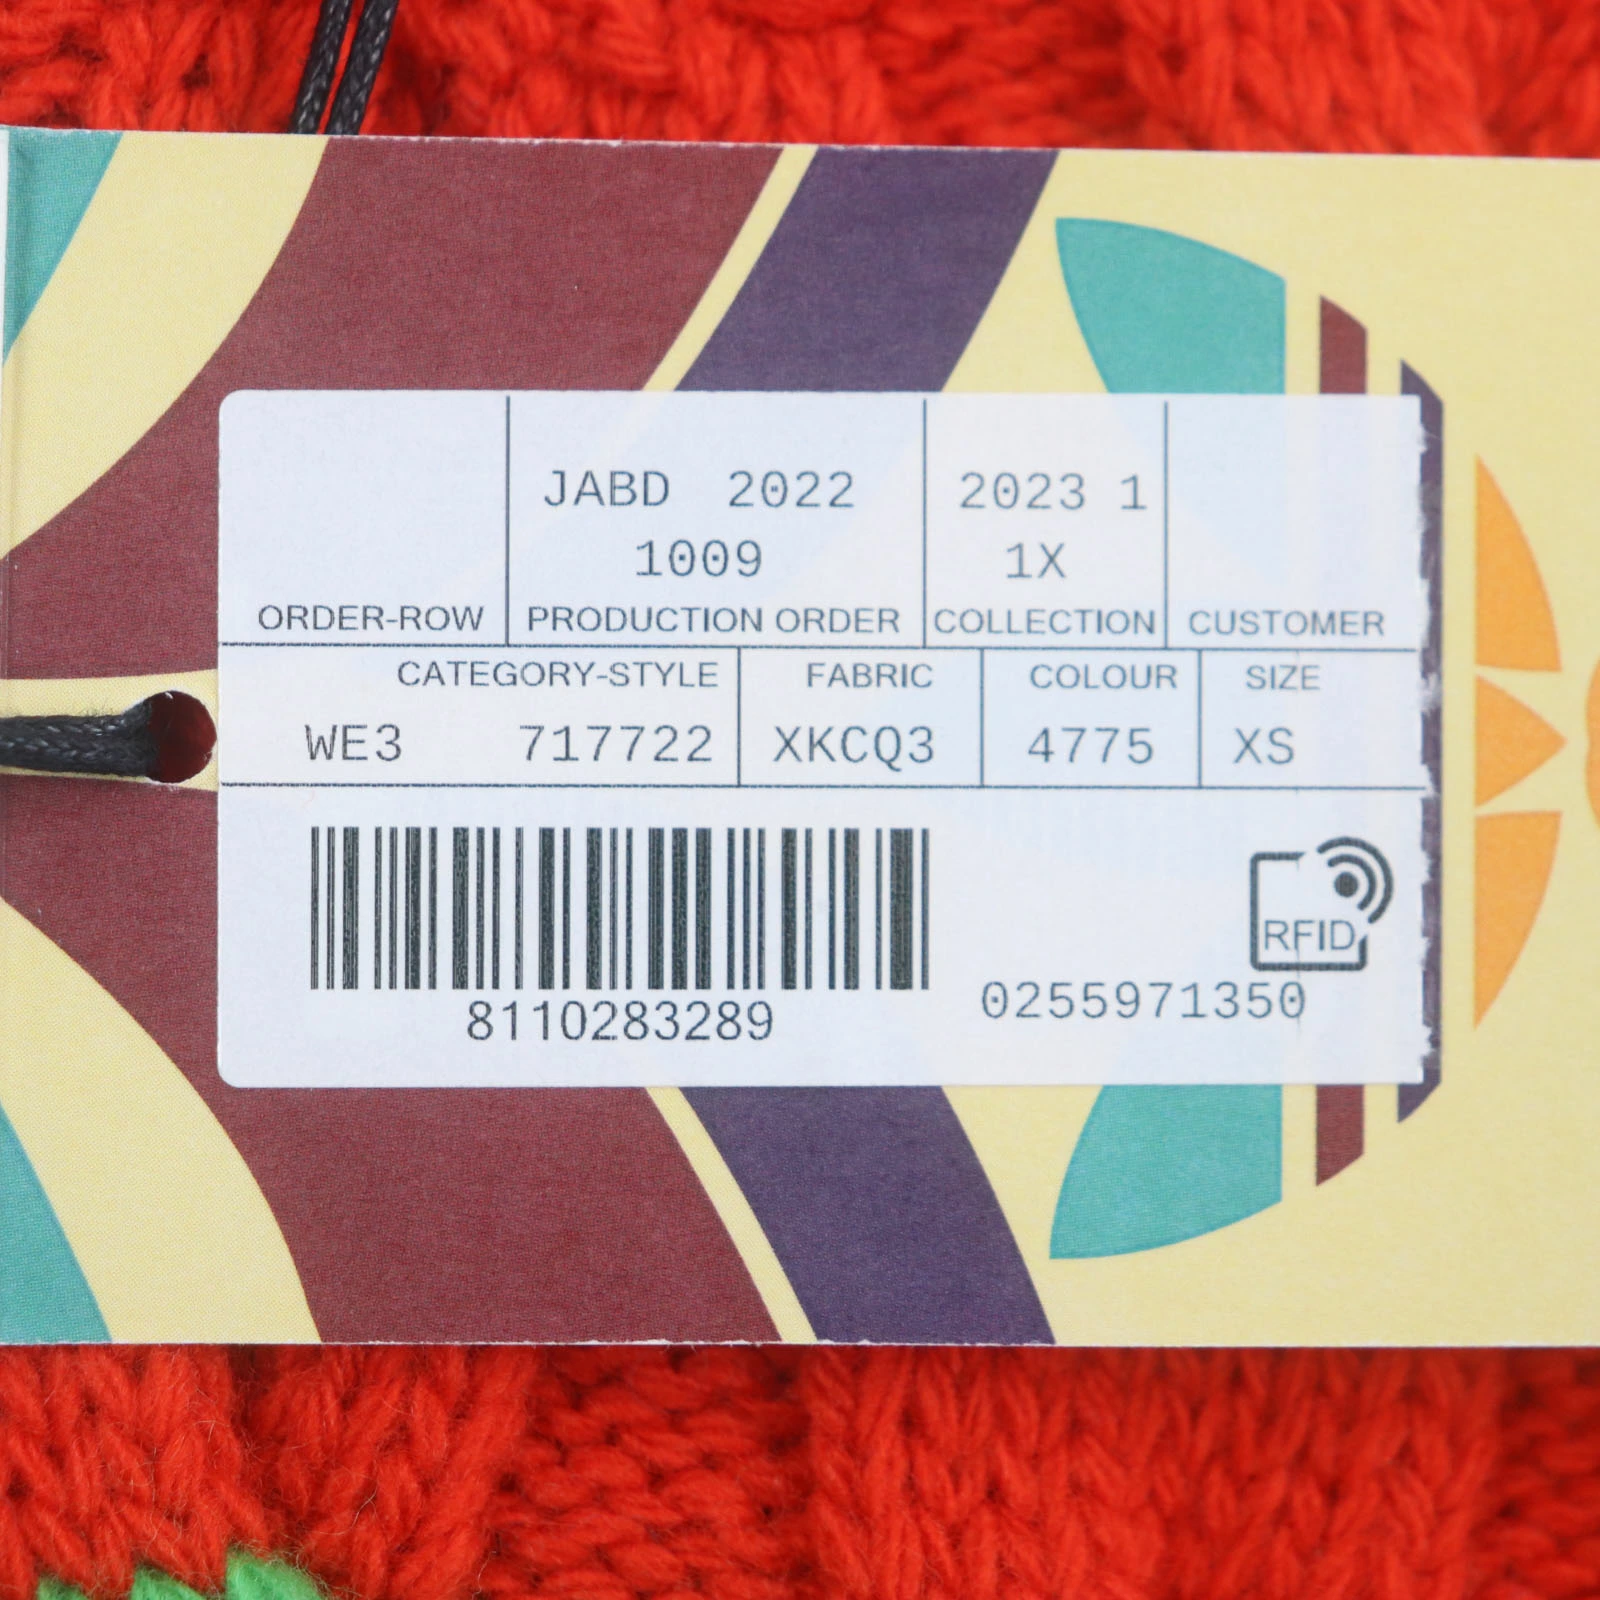 JABD 2022
2023 1
1009
1X
ORDER-ROW
PRODUCTION ORDER
COLLECTION
CUSTOMER
CATEGORY-STYLE
FABRIC
COLOUR
SIZE
WE3 717722
XKCQ3
4775
XS
RFID
8110283289
0255971350